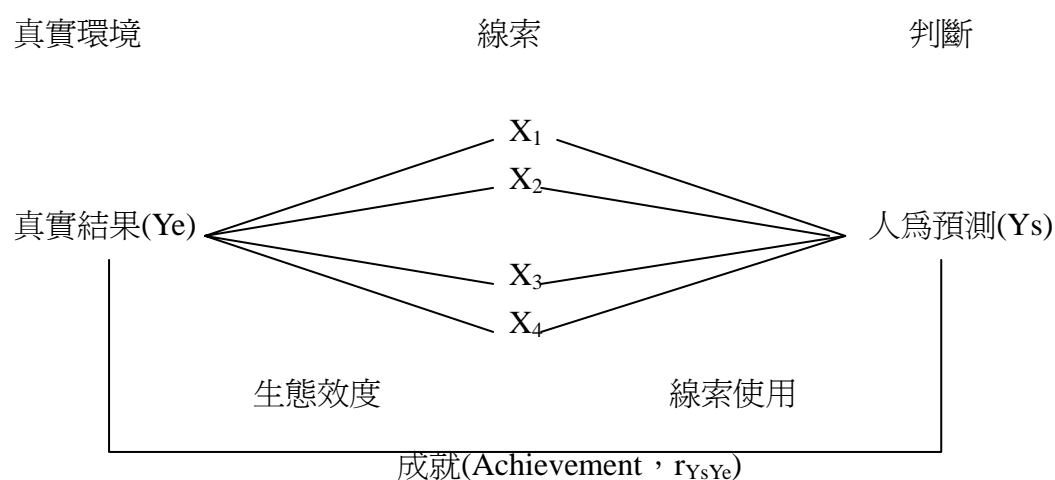 真實環境 線索 判斷
X₁
X₂
真實結果(Ye) 人為預測(Ys)
X₃
X₄
生態效度 線索使用
成就(Achievement，rYsYe)